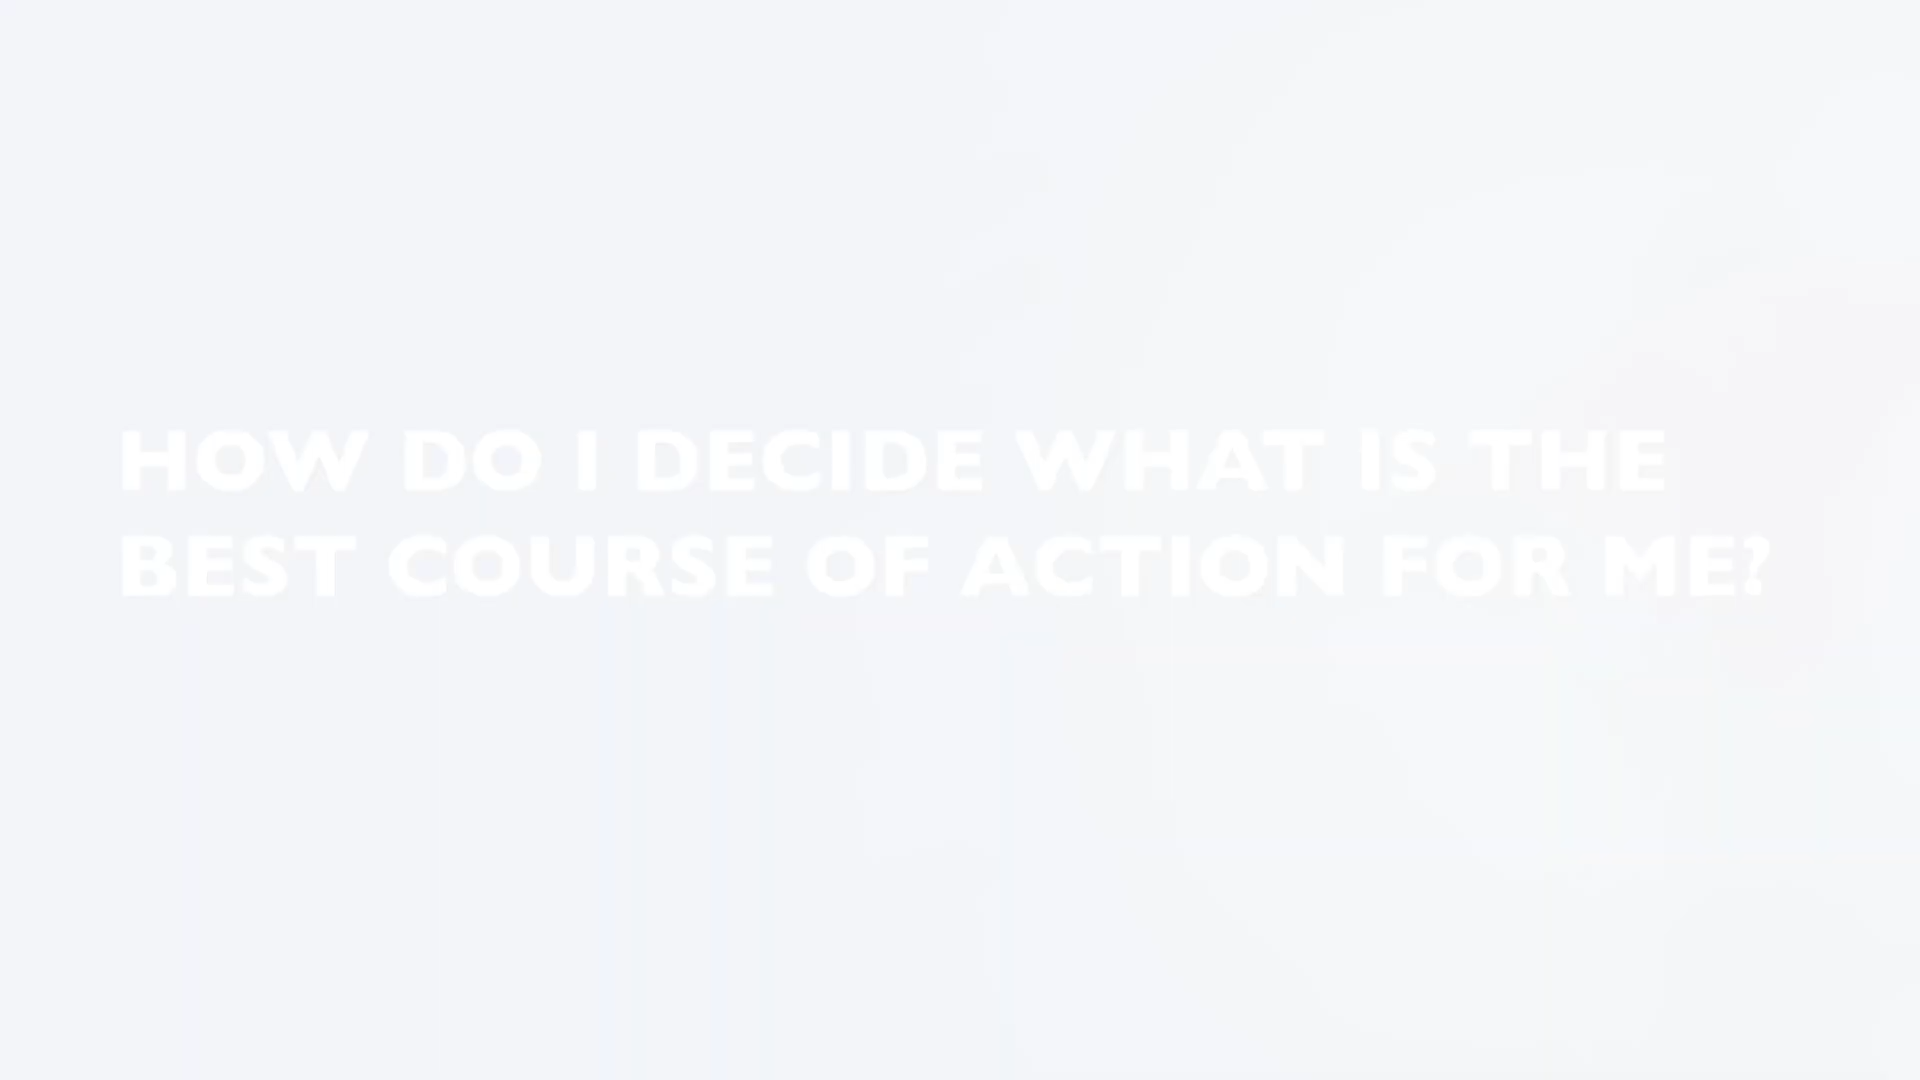 HOW DO I DECIDE WHAT IS THE
BEST COURSE OF ACTION FOR ME?